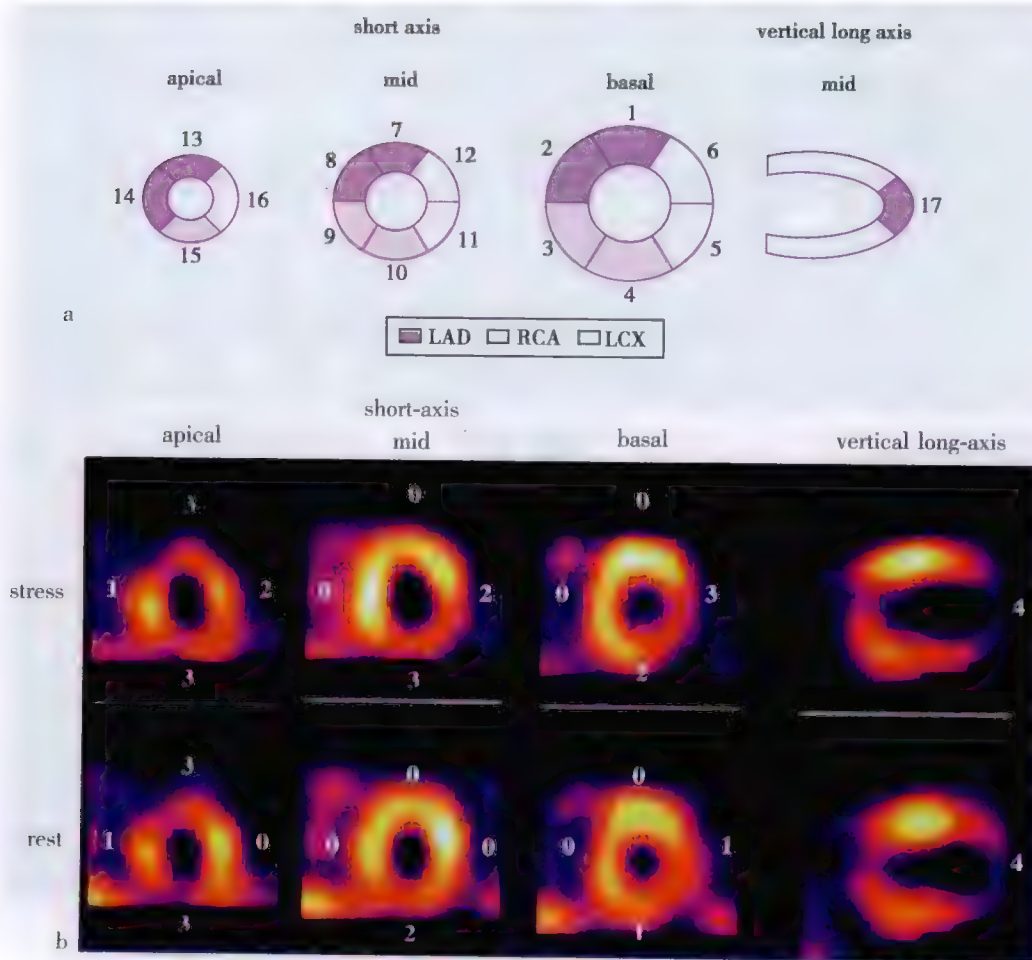 short axis vertical long axis
apical mid basal mid
13 7 1
8 12 2 6
14 16 17
9 11 3 5
15 10 4
a
LAD RCA LCX
short-axis
apical mid basal vertical long-axis
0 0
stress 1 2 0 2 0 3 4
3 3 2
3 0 0
rest 1 0 0 0 0 1 4
3 2 1
b